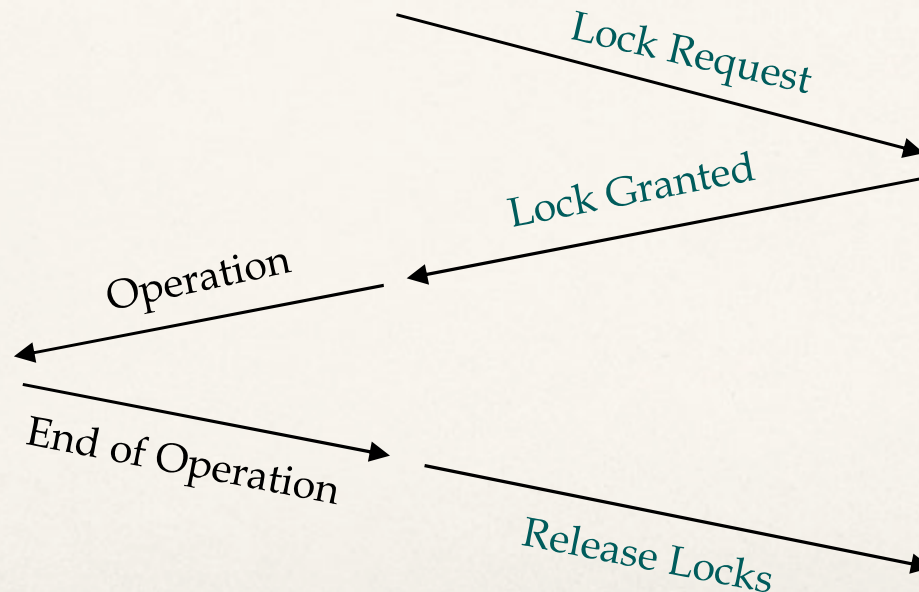 Lock Request
Lock Granted
Operation
End of Operation
Release Locks